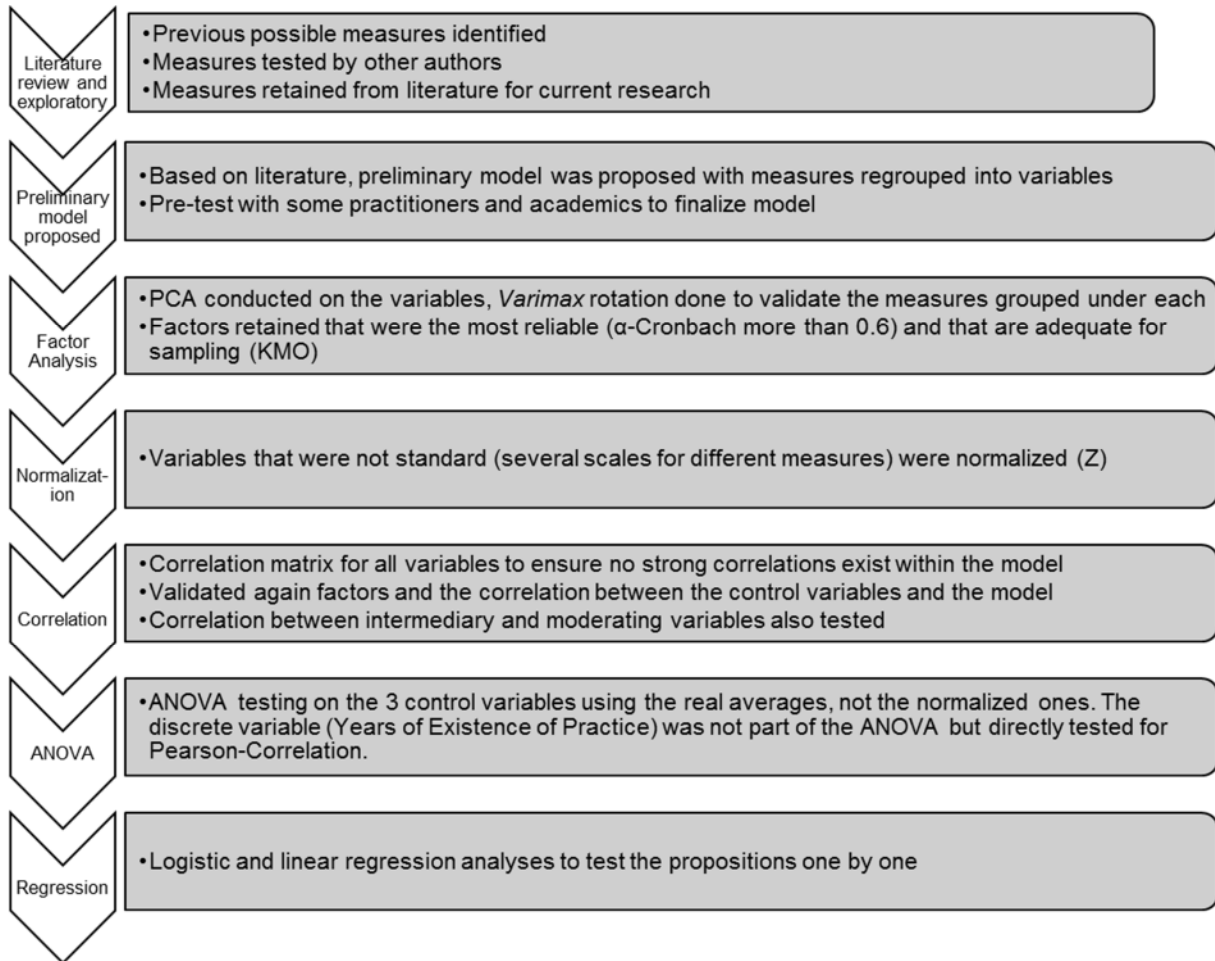 Literature
review and
exploratory
•Previous possible measures identified
•Measures tested by other authors
•Measures retained from literature for current research
Preliminary
model
proposed
•Based on literature, preliminary model was proposed with measures regrouped into variables
•Pre-test with some practitioners and academics to finalize model
Factor
Analysis
•PCA conducted on the variables, Varimax rotation done to validate the measures grouped under each
•Factors retained that were the most reliable (α-Cronbach more than 0.6) and that are adequate for
sampling (KMO)
Normalizat-
ion
•Variables that were not standard (several scales for different measures) were normalized (Z)
Correlation
•Correlation matrix for all variables to ensure no strong correlations exist within the model
•Validated again factors and the correlation between the control variables and the model
•Correlation between intermediary and moderating variables also tested
ANOVA
•ANOVA testing on the 3 control variables using the real averages, not the normalized ones. The
discrete variable (Years of Existence of Practice) was not part of the ANOVA but directly tested for
Pearson-Correlation.
Regression
•Logistic and linear regression analyses to test the propositions one by one